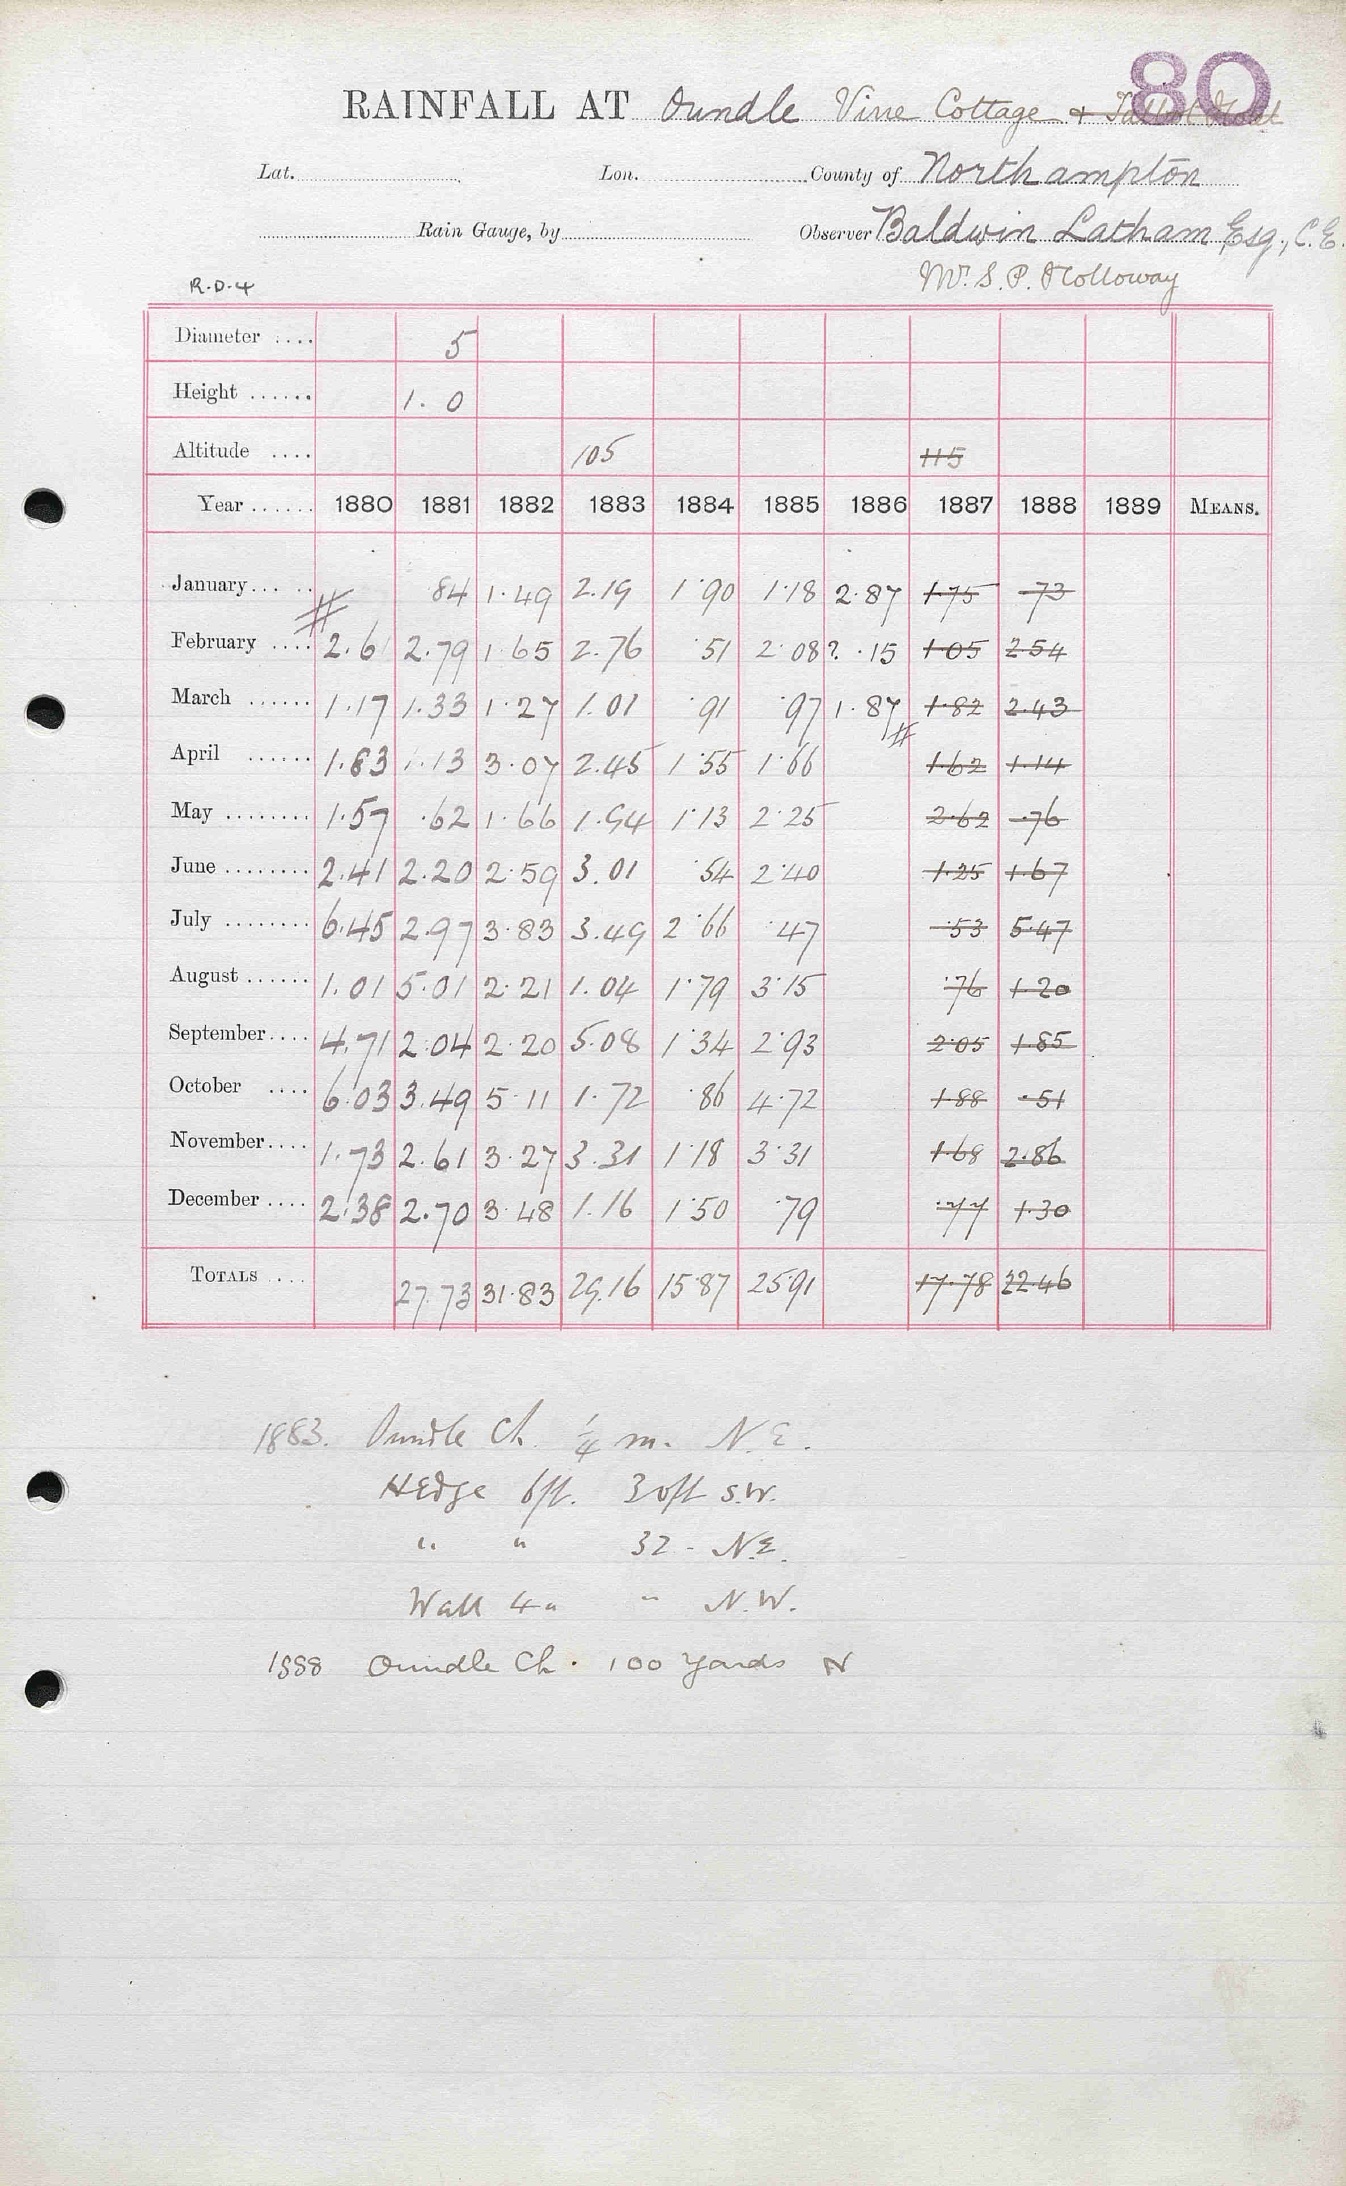 80
RAINFALL AT Oundle Vine Cottage + Talbot Hotel
Lat. Lon. County of Northampton
Rain Gauge, by Observer Baldwin Latham Esq., C.E.
Mr. S. P. Holloway
R.D.4
Diameter .... 5
Height ...... 1. 0
Altitude .... 105 115
Year ...... 1880 1881 1882 1883 1884 1885 1886 1887 1888 1889 MEANS.
January... .. 84 1.49 2.19 1.90 1.18 2.87 1.75 .73
February .... 2.61 2.79 1.65 2.76 .51 2.08 ?.15 1.05 2.54
March ...... 1.17 1.33 1.27 1.01 .91 .97 1.87 1.82 2.43
April ...... 1.83 1.13 3.07 2.45 1.55 1.66 1.62 1.14
May ........ 1.57 .62 1.66 1.94 1.13 2.25 2.62 .76
June ........ 2.41 2.20 2.59 3.01 .54 2.40 1.25 1.67
July ........ 6.45 2.97 3.83 3.49 2.66 .47 .53 5.47
August ...... 1.01 5.01 2.21 1.04 1.79 3.15 .76 1.20
September.... 4.71 2.04 2.20 5.08 1.34 2.93 2.05 1.85
October .... 6.03 3.49 5.11 1.72 .86 4.72 1.88 .51
November.... 1.73 2.61 3.27 3.31 1.18 3.31 1.68 2.86
December .... 2.38 2.70 3.48 1.16 1.50 .79 .77 1.30
TOTALS .... 27.73 31.83 29.16 15.87 25.91 17.78 22.46
1883. Oundle Ch. 1/4 m. N.E.
Hedge 6ft. 30ft S.W.
" " 32 - N.E.
Wall 4 " " N.W.
1888 Oundle Ch. 100 yards N